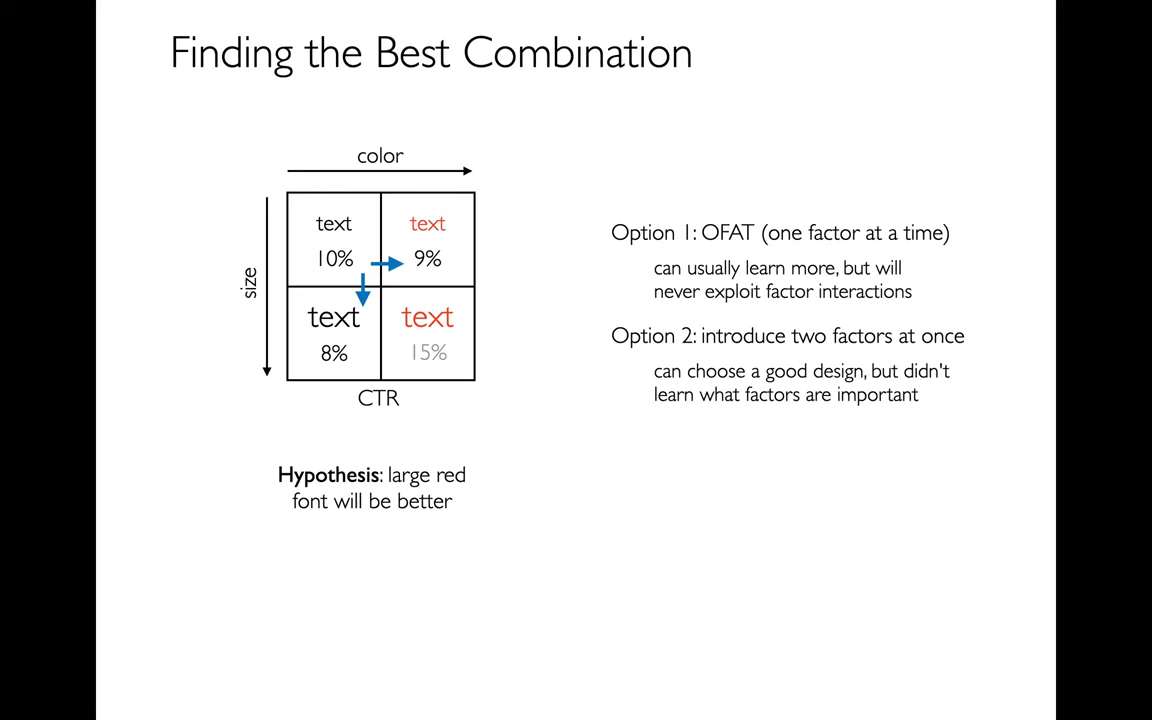 Finding the Best Combination
color
size
text
text
10%
9%
text
text
8%
15%
CTR
Hypothesis: large red
font will be better
Option 1: OFAT (one factor at a time)
can usually learn more, but will
never exploit factor interactions
Option 2: introduce two factors at once
can choose a good design, but didn't
learn what factors are important